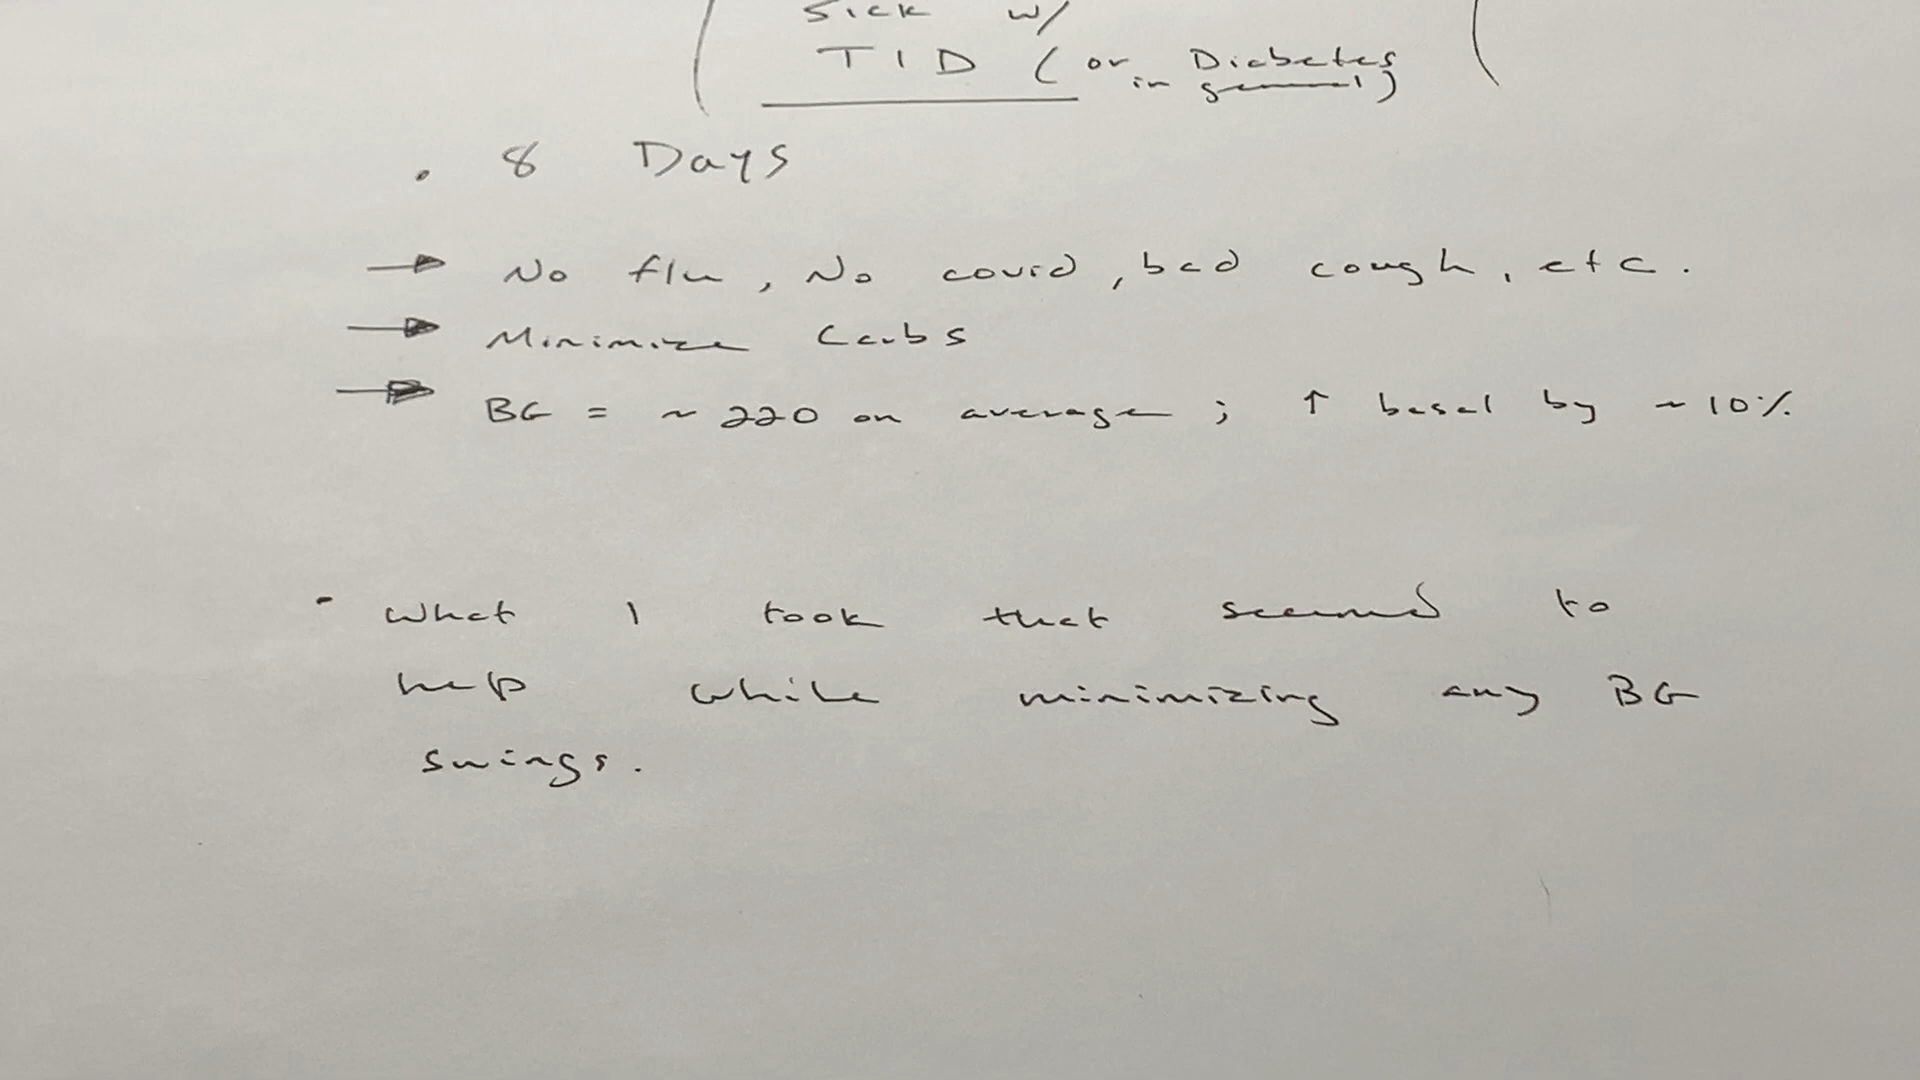 Sick w/
T1D (or Diabetes
in general)
. 8 Days
→ No flu, No covid, bad cough, etc.
→ Minimize Carbs
→ BG = ~ 220 on average ; ↑ basal by ~ 10%
- What I took that seemed to
help while minimizing any BG
swings.